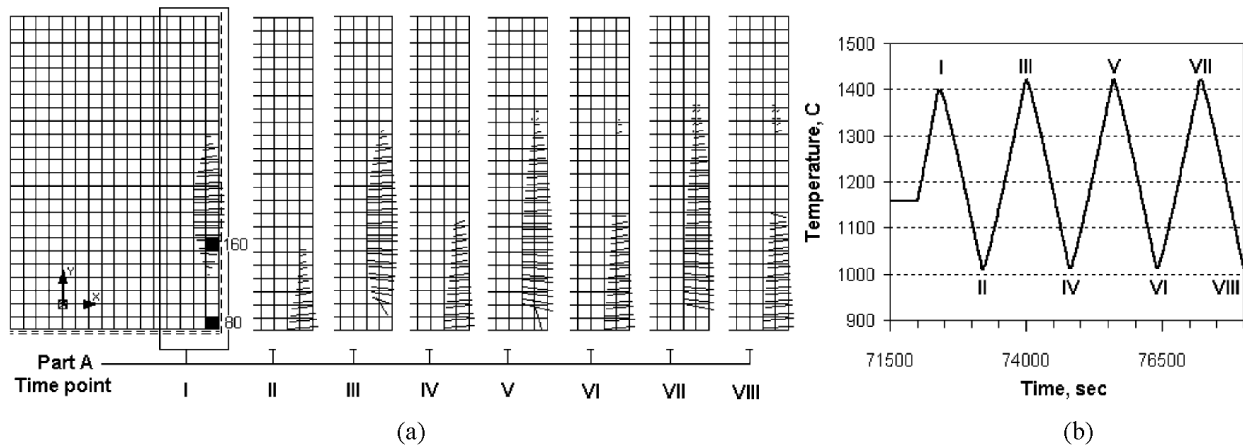 160
Y
X
80
Part A
Time point
I II III IV V VI VII VIII
(a)
1500
1400
1300
1200
1100
1000
900
Temperature, C
I III V VII
II IV VI VIII
71500 74000 76500
Time, sec
(b)